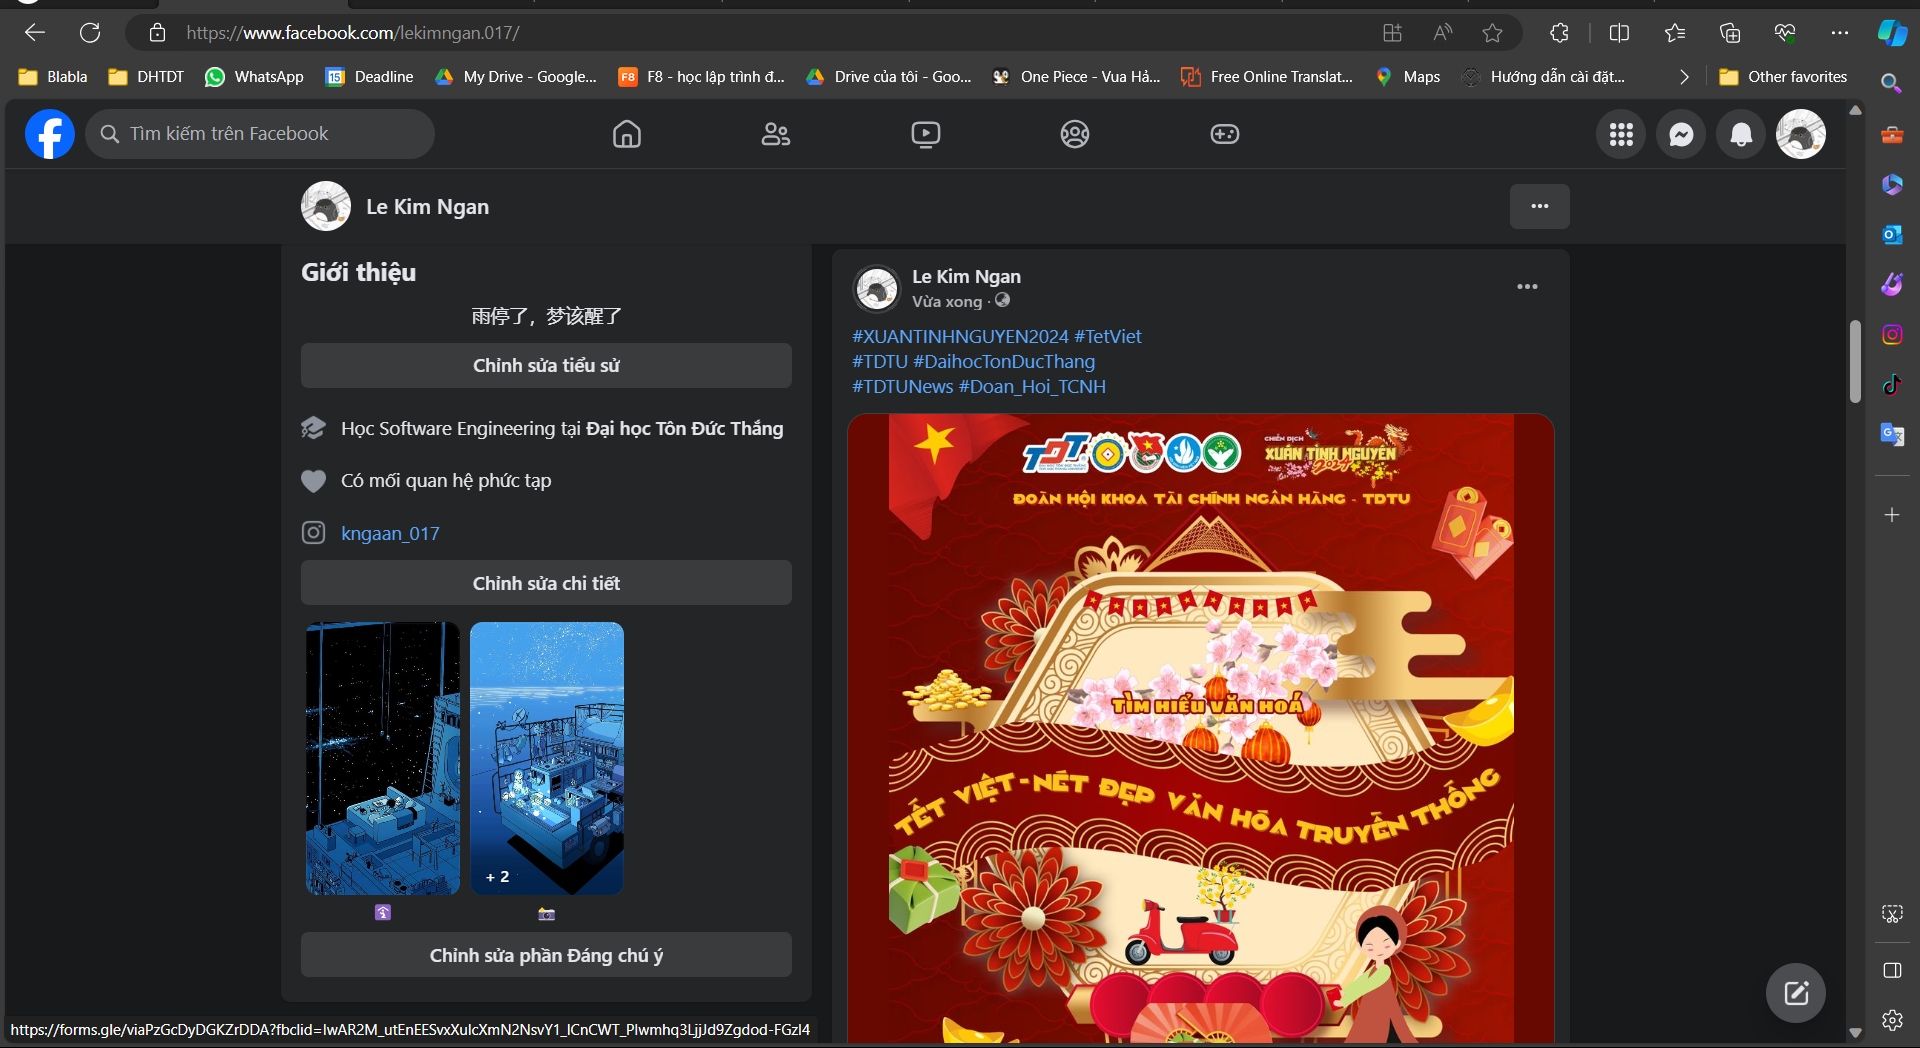 https://www.facebook.com/lekimngan.017/
Blabla
DHTDT
WhatsApp
15 Deadline
My Drive - Google...
F8 F8 - học lập trình đ...
Drive của tôi - Goo...
One Piece - Vua Hả...
Free Online Translat...
Maps
Hướng dẫn cài đặt...
Other favorites
Tìm kiếm trên Facebook
Le Kim Ngan
Giới thiệu
雨停了，梦该醒了
Chỉnh sửa tiểu sử
Học Software Engineering tại Đại học Tôn Đức Thắng
Có mối quan hệ phức tạp
kngaan_017
Chỉnh sửa chi tiết
+ 2
Chỉnh sửa phần Đáng chú ý
Le Kim Ngan
Vừa xong ·
#XUANTINHNGUYEN2024 #TetViet
#TDTU #DaihocTonDucThang
#TDTUNews #Doan_Hoi_TCNH
TDT
CHIẾN DỊCH
XUÂN TÌNH NGUYỆN
2024
ĐOÀN HỘI KHOA TÀI CHÍNH NGÂN HÀNG - TDTU
TÌM HIỂU VĂN HOÁ
TẾT VIỆT - NÉT ĐẸP VĂN HÓA TRUYỀN THỐNG
https://forms.gle/viaPzGcDyDGKZrDDA?fbclid=IwAR2M_utEnEESvxXulcXmN2NsvY1_lCnCWT_Plwmhq3LjjJd9Zgdod-FGzI4